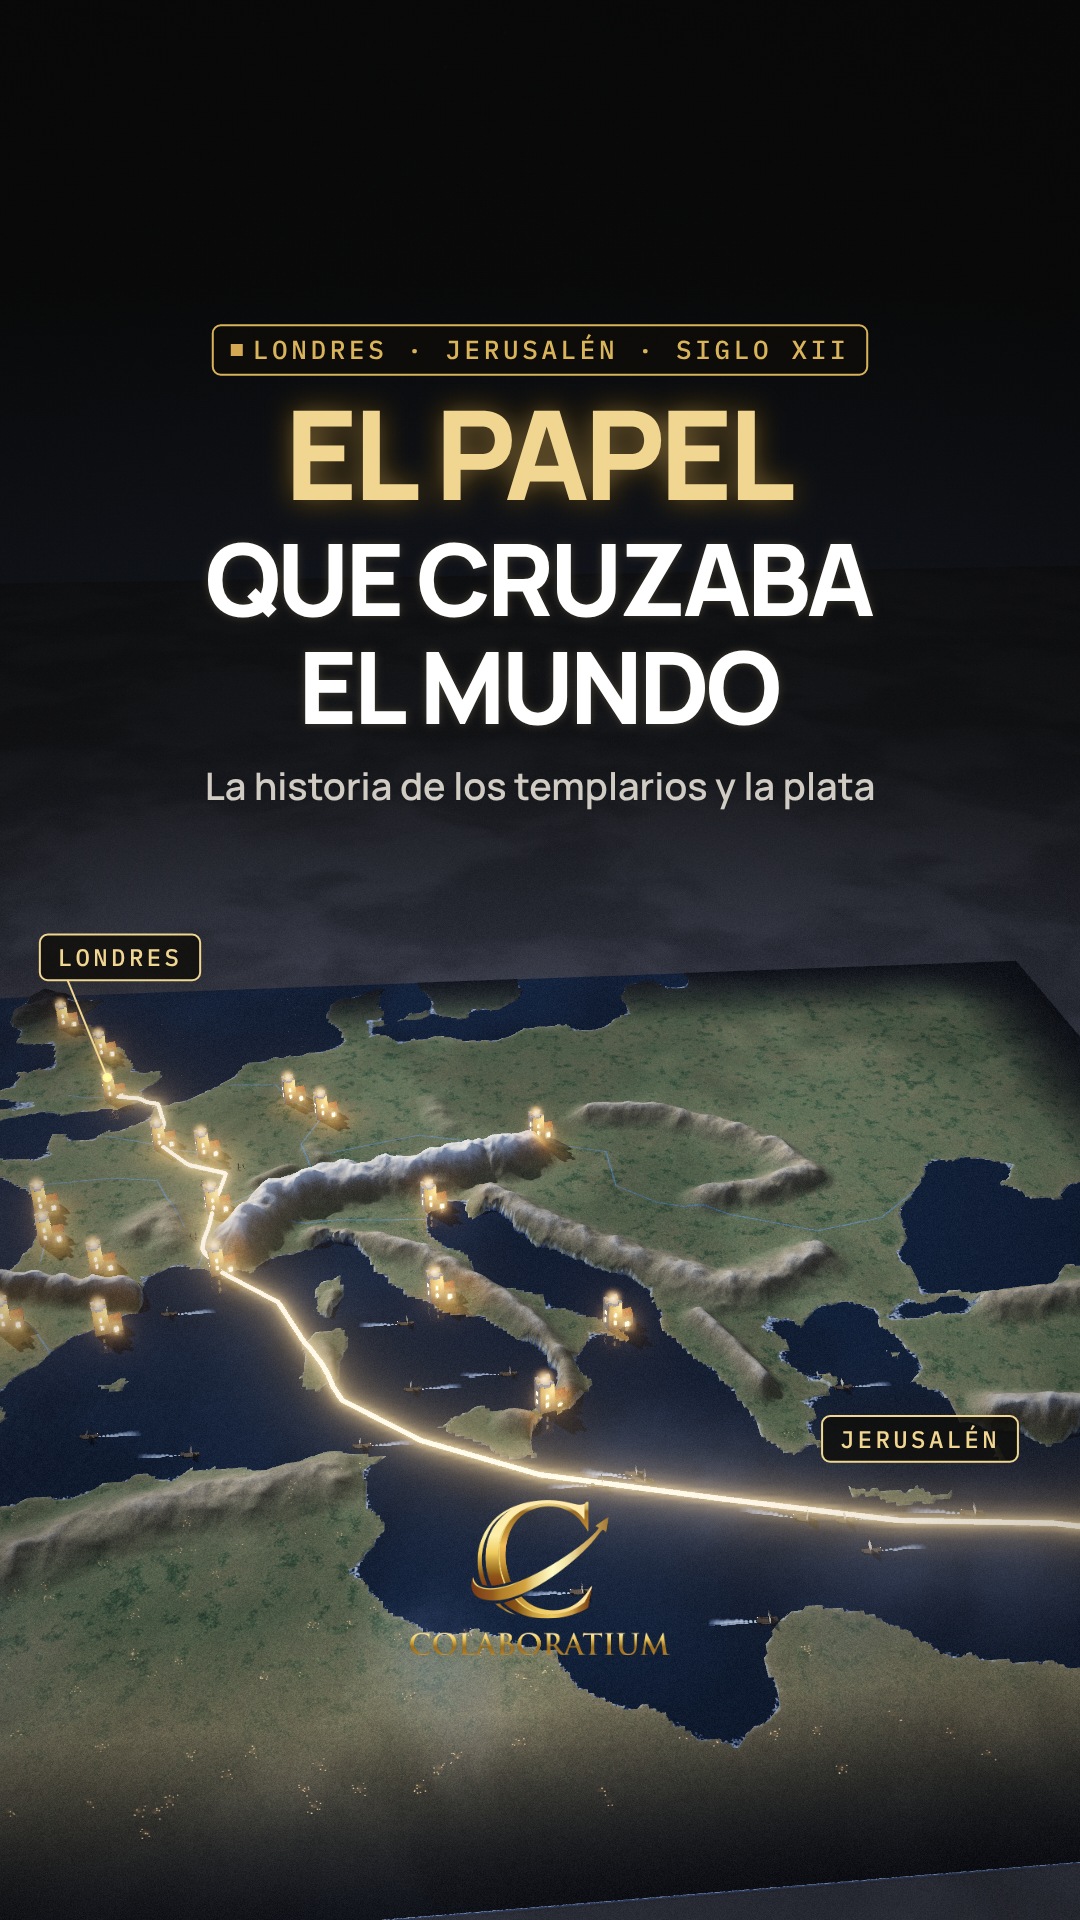 LONDRES · JERUSALÉN · SIGLO XII
EL PAPEL
QUE CRUZABA
EL MUNDO
La historia de los templarios y la plata
LONDRES
JERUSALÉN
COLABORATIUM